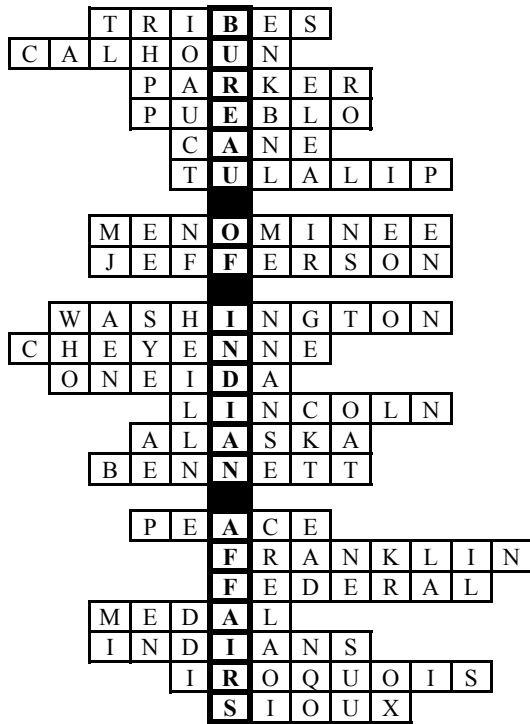 TRIBES
CALHOUN
PARKER
PUEBLO
CANE
TULALIP
MENOMINEE
JEFFERSON
WASHINGTON
CHEYENNE
ONEIDA
LINCOLN
ALASKA
BENNETT
PEACE
FRANKLIN
FEDERAL
MEDAL
INDIANS
IROQUOIS
SIOUX